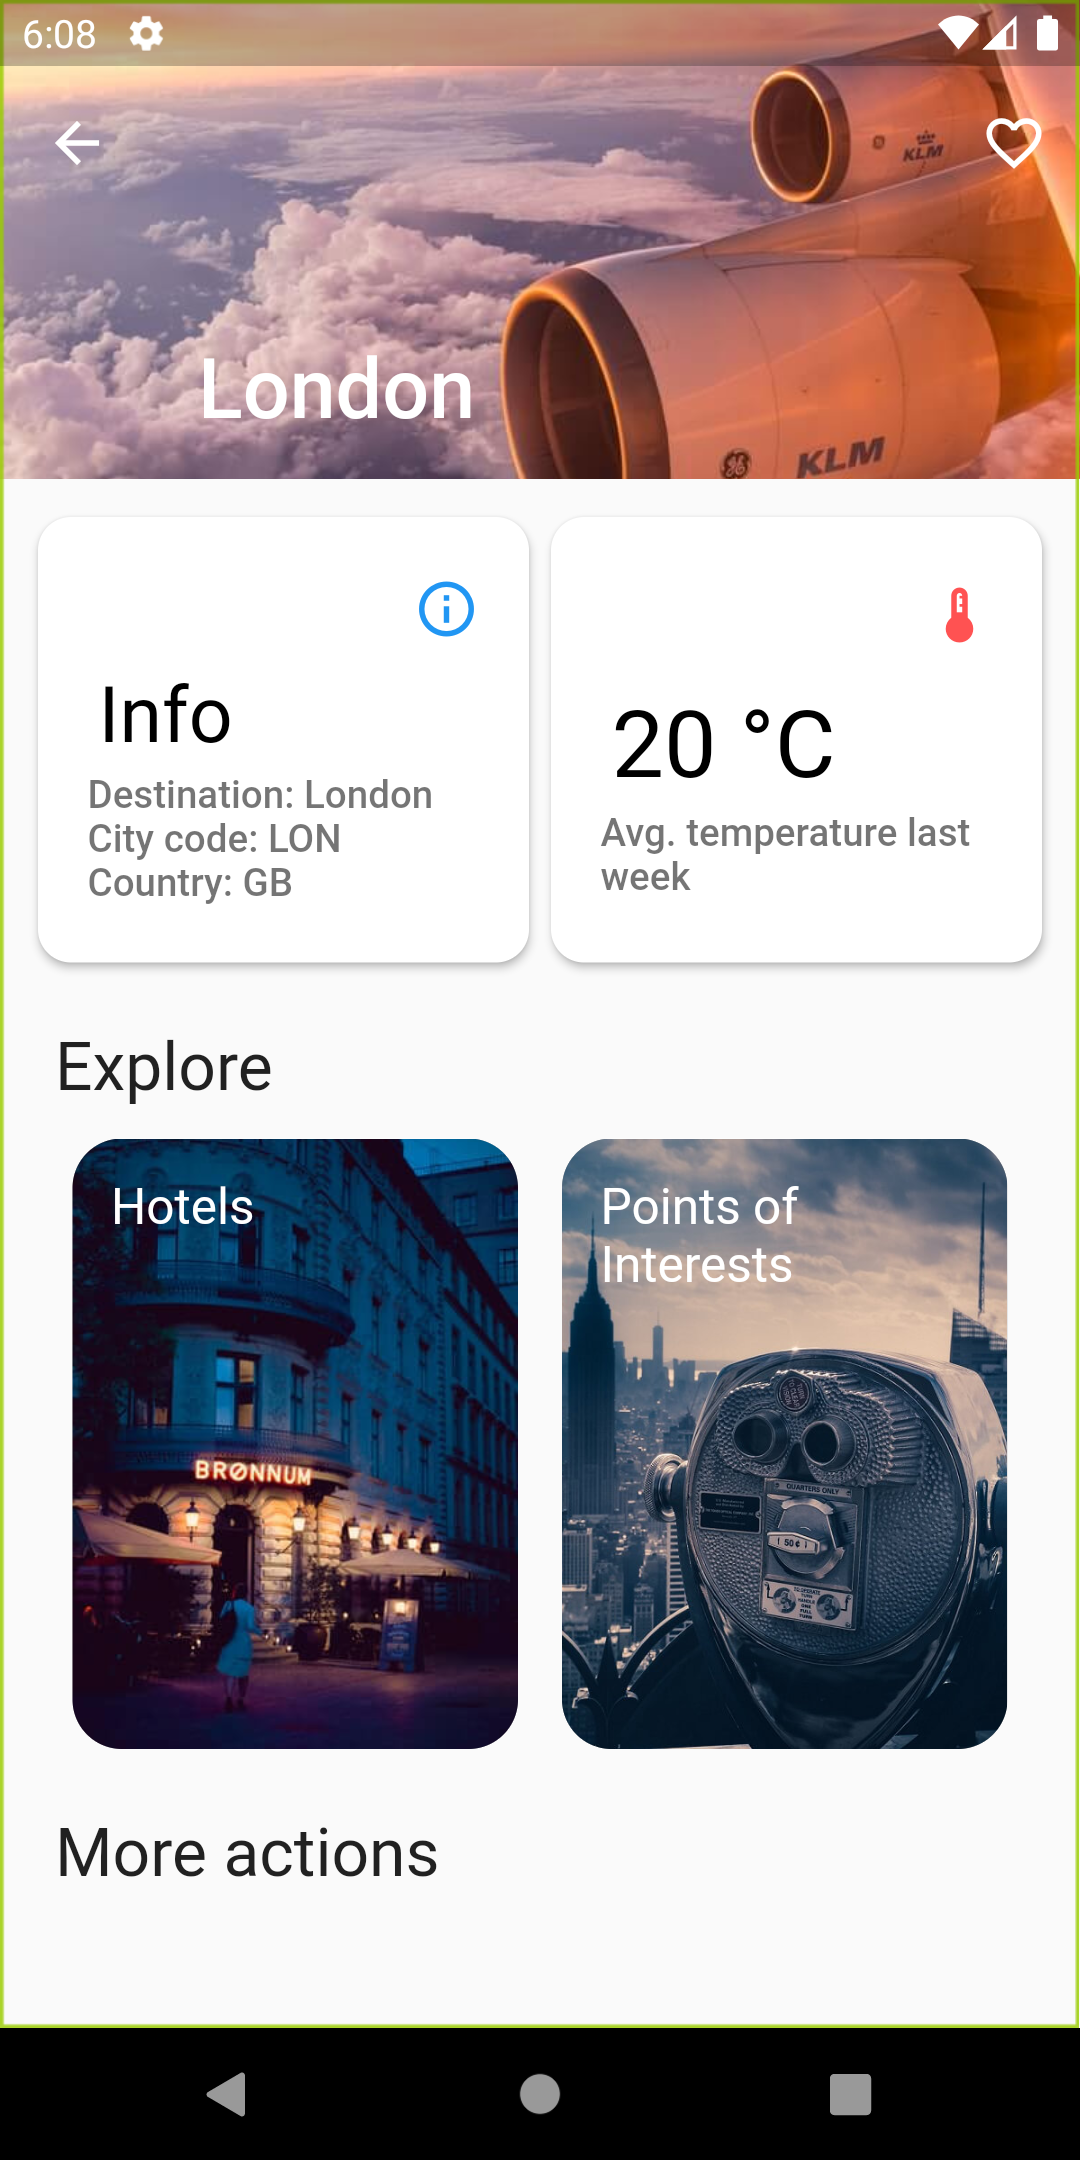 6:08
KLM
London
KLM
Info
Destination: London
City code: LON
Country: GB
20 °C
Avg. temperature last
week
Explore
Hotels
Points of
Interests
BRØNNUM
QUARTERS ONLY
50¢
More actions